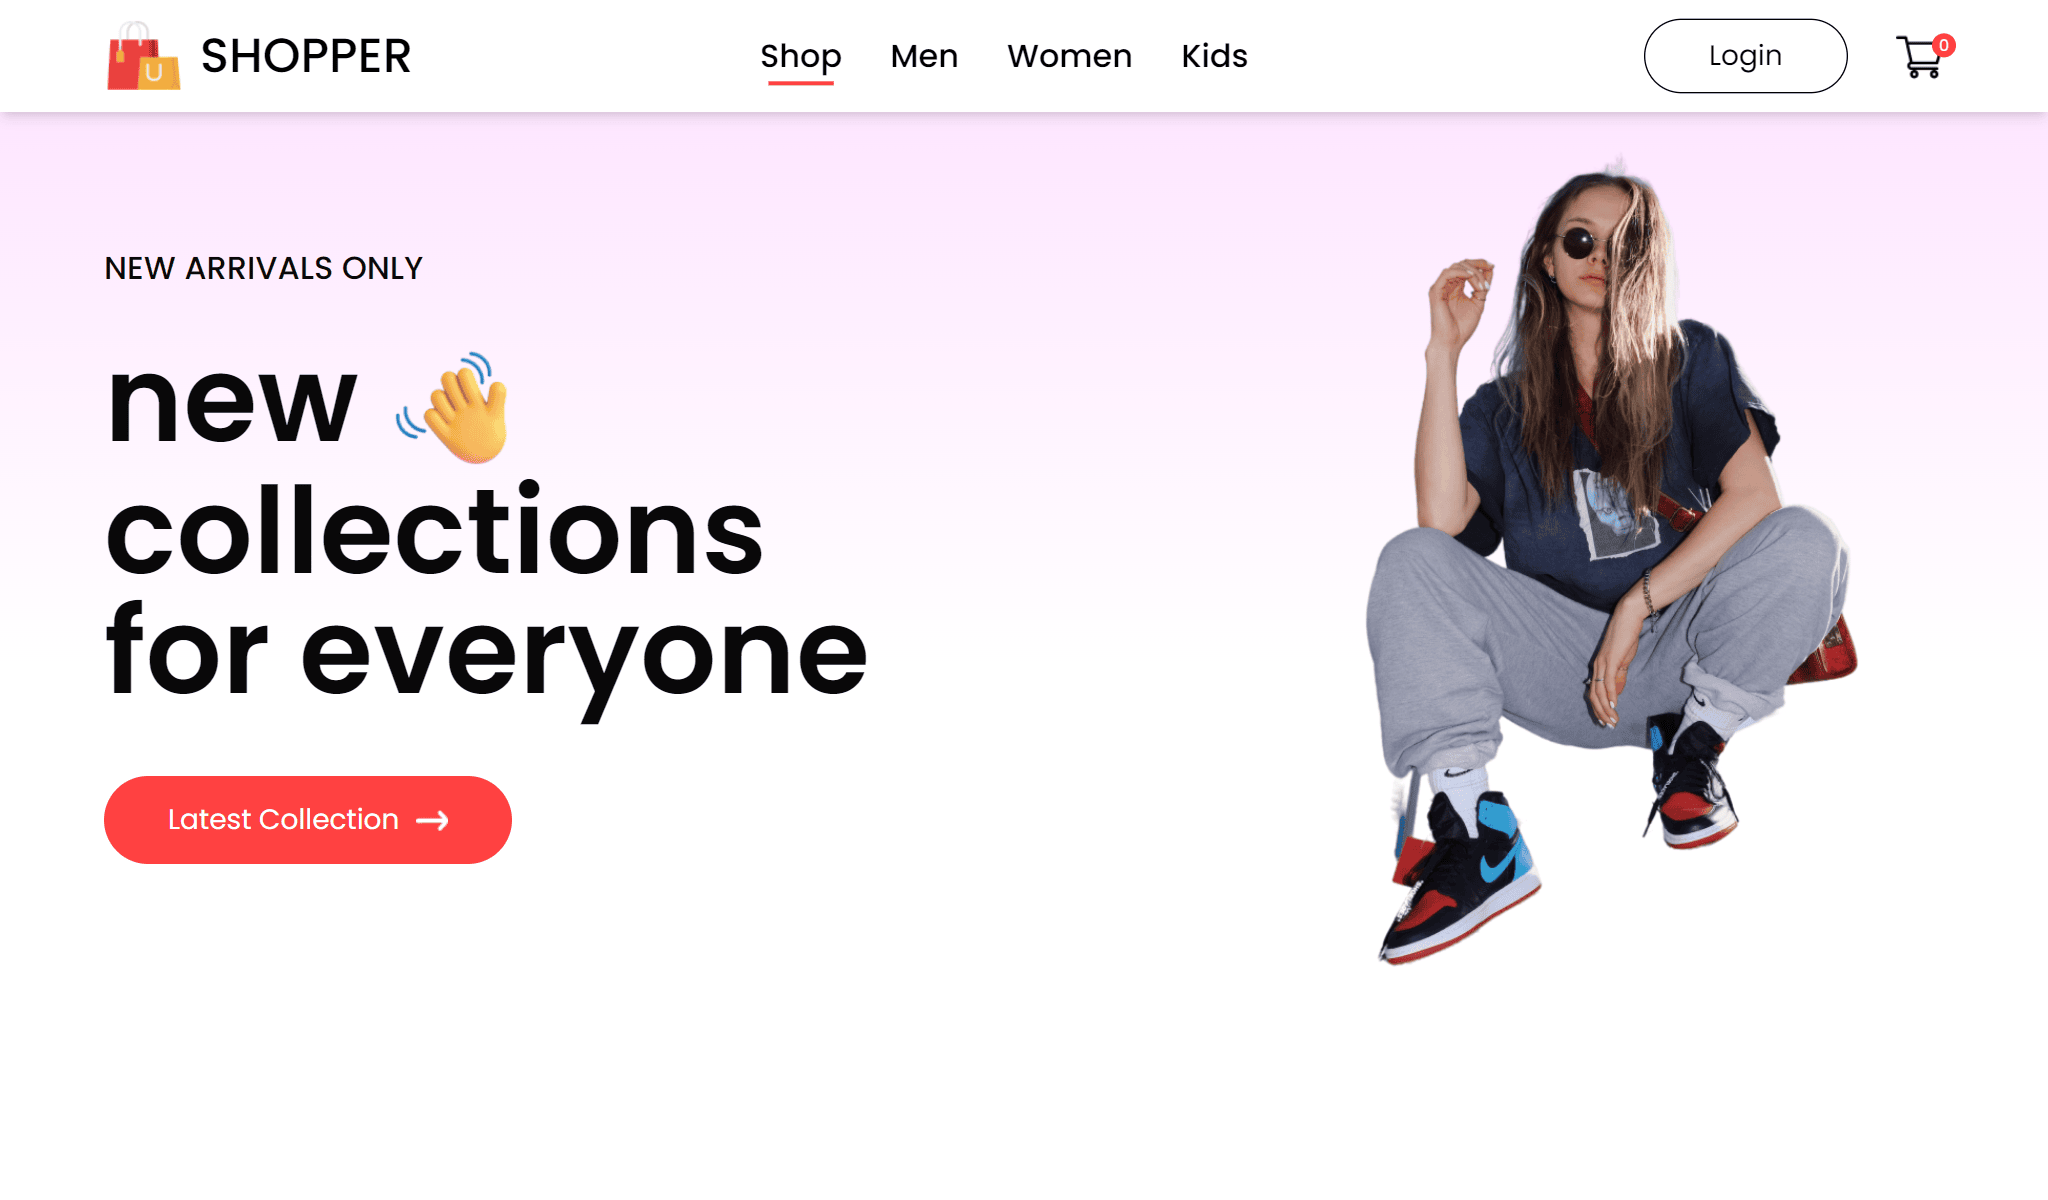 U
SHOPPER
Shop
Men
Women
Kids
Login
0
NEW ARRIVALS ONLY
new 👋
collections
for everyone
Latest Collection →